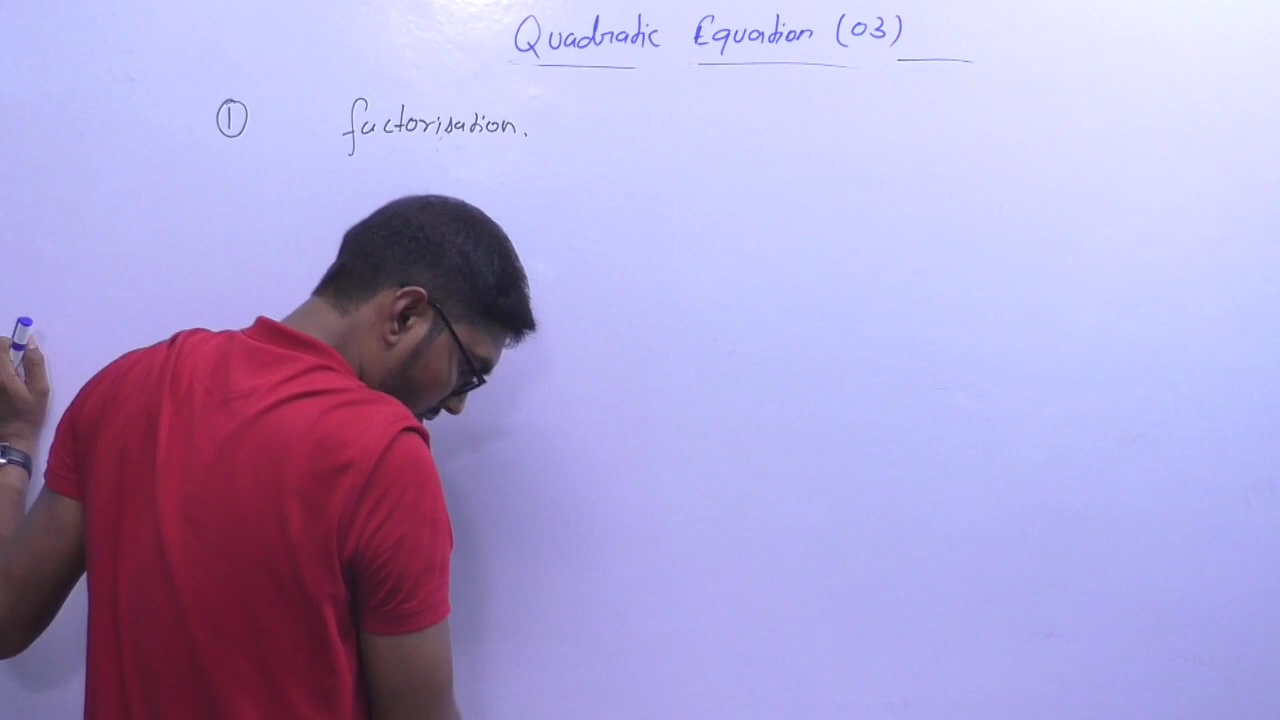 Quadratic Equation (03)
① factorisation.